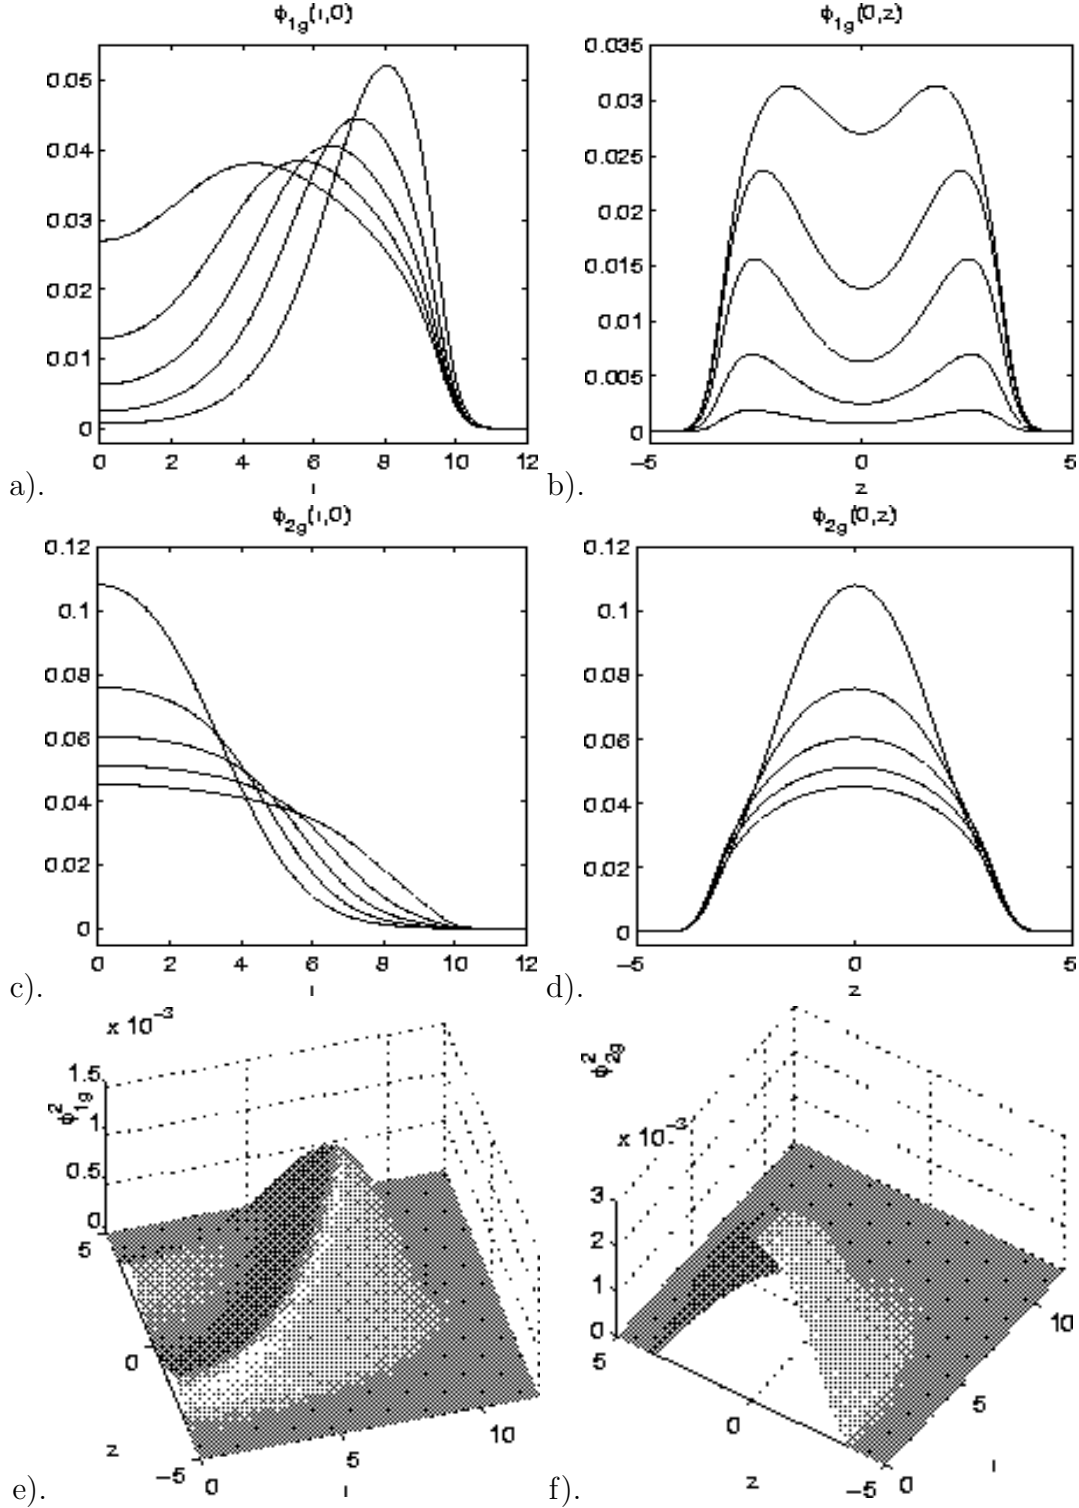 ϕ1g(r,0)
0.05
0.04
0.03
0.02
0.01
0
0 2 4 6 8 10 12
r
a).
ϕ1g(0,z)
0.035
0.03
0.025
0.02
0.015
0.01
0.005
0
−5 0 5
z
b).
ϕ2g(r,0)
0.12
0.1
0.08
0.06
0.04
0.02
0
0 2 4 6 8 10 12
r
c).
ϕ2g(0,z)
0.12
0.1
0.08
0.06
0.04
0.02
0
−5 0 5
z
d).
x 10−3
1.5
1
0.5
0
ϕ21g
5
0
−5
z
0
5
10
r
e).
ϕ22g
x 10−3
3
2
1
0
5
0
−5
z
0
5
10
r
f).